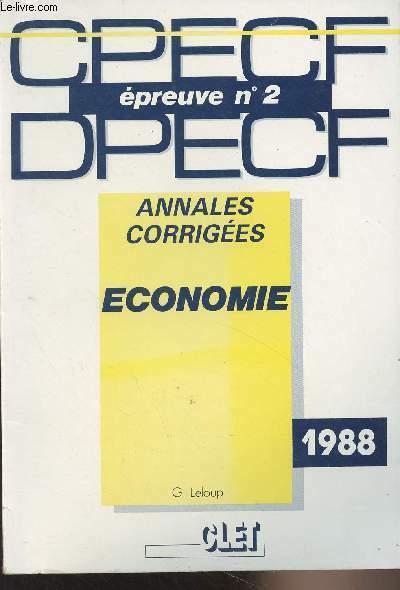 Le-livre.com
CPECF
épreuve n° 2
DPECF
ANNALES
CORRIGÉES
ECONOMIE
1988
G. Leloup
CLET